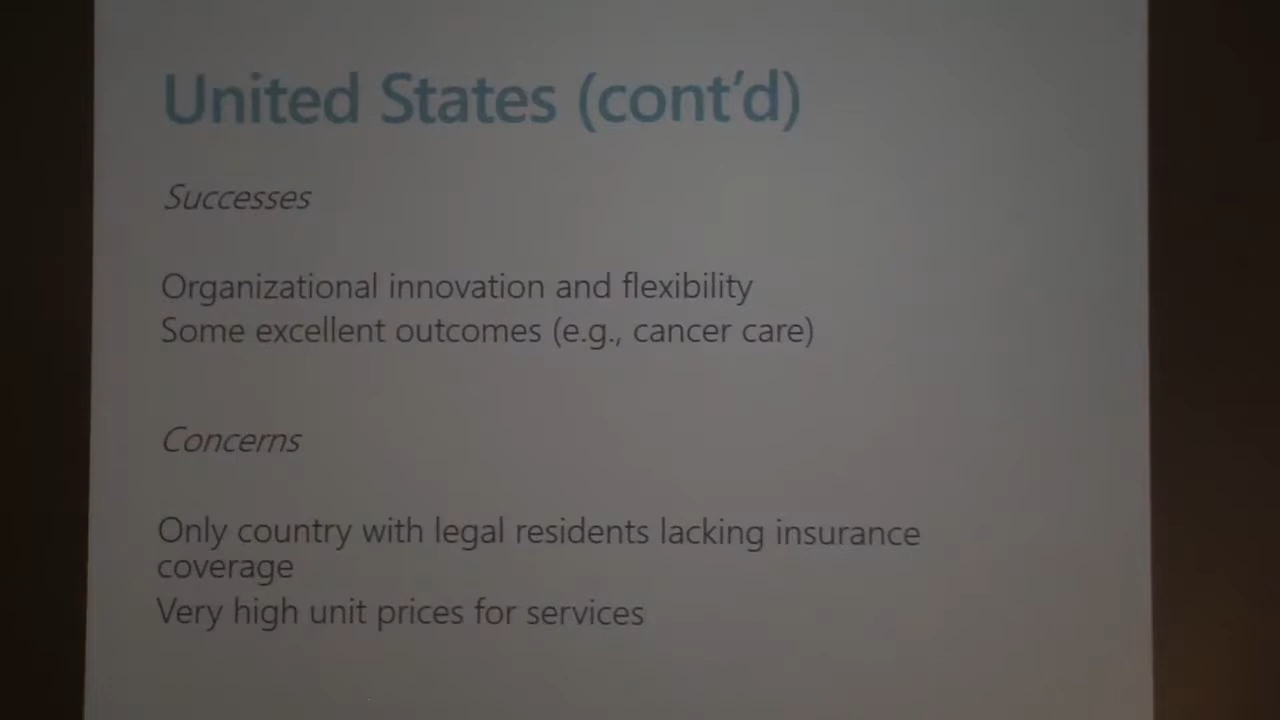 United States (cont’d)
Successes
Organizational innovation and flexibility
Some excellent outcomes (e.g., cancer care)
Concerns
Only country with legal residents lacking insurance
coverage
Very high unit prices for services